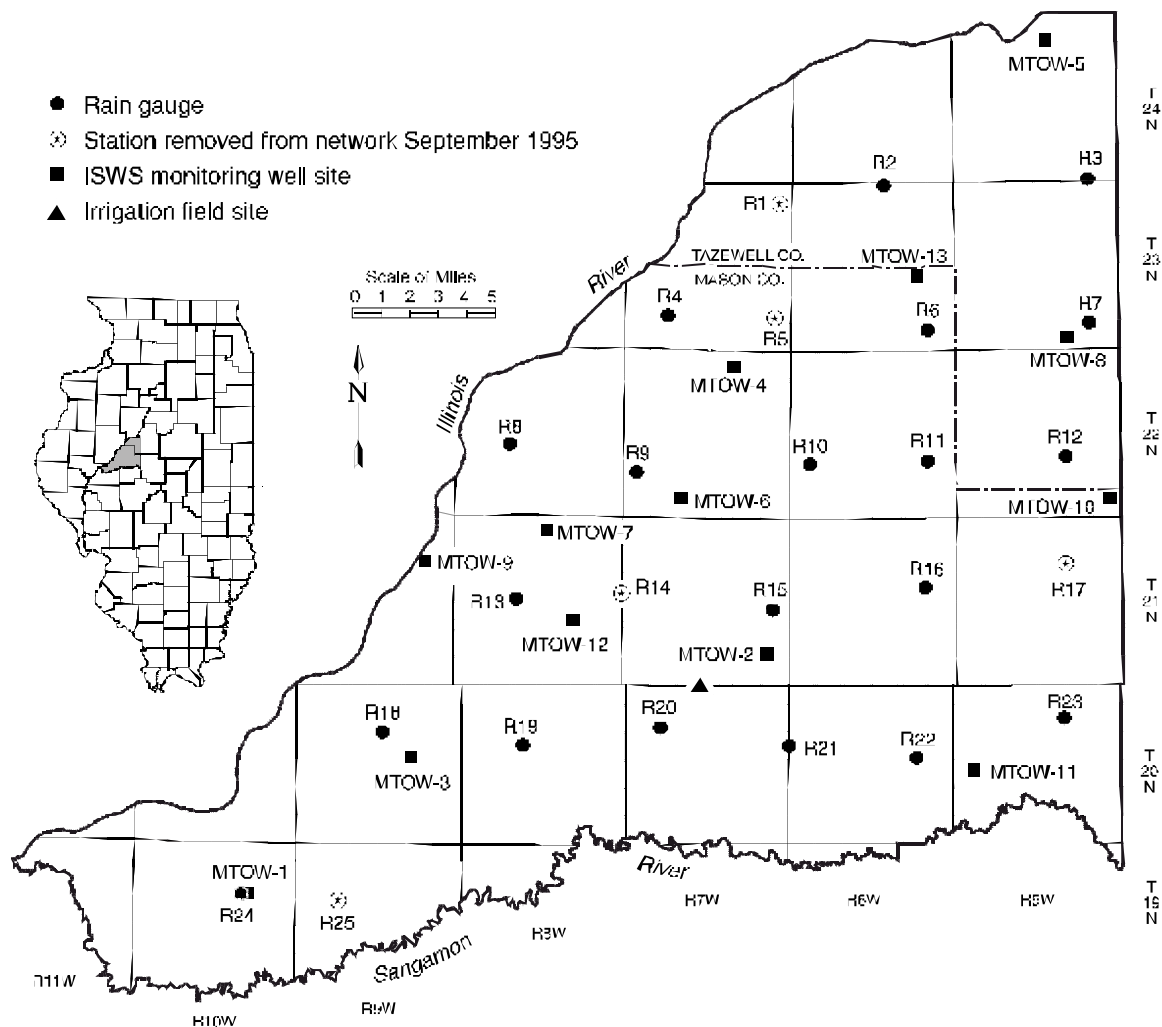 MTOW-5
T
24
N
Rain gauge
Station removed from network September 1995
ISWS monitoring well site
Irrigation field site
R2
R3
R1
T
23
N
TAZEWELL CO.
MASON CO.
MTOW-13
River
Scale of Miles
0 1 2 3 4 5
R4
R5
R6
R7
MTOW-8
MTOW-4
N
Illinois
R8
R9
R10
R11
R12
T
22
N
MTOW-6
MTOW-10
MTOW-7
MTOW-9
R13
R14
R15
R16
R17
T
21
N
MTOW-12
MTOW-2
R18
R19
R20
R21
R22
R23
MTOW-3
MTOW-11
T
20
N
River
MTOW-1
R24
R25
R7W
R6W
R5W
T
19
N
R8W
Sangamon
R11W
R9W
R10W